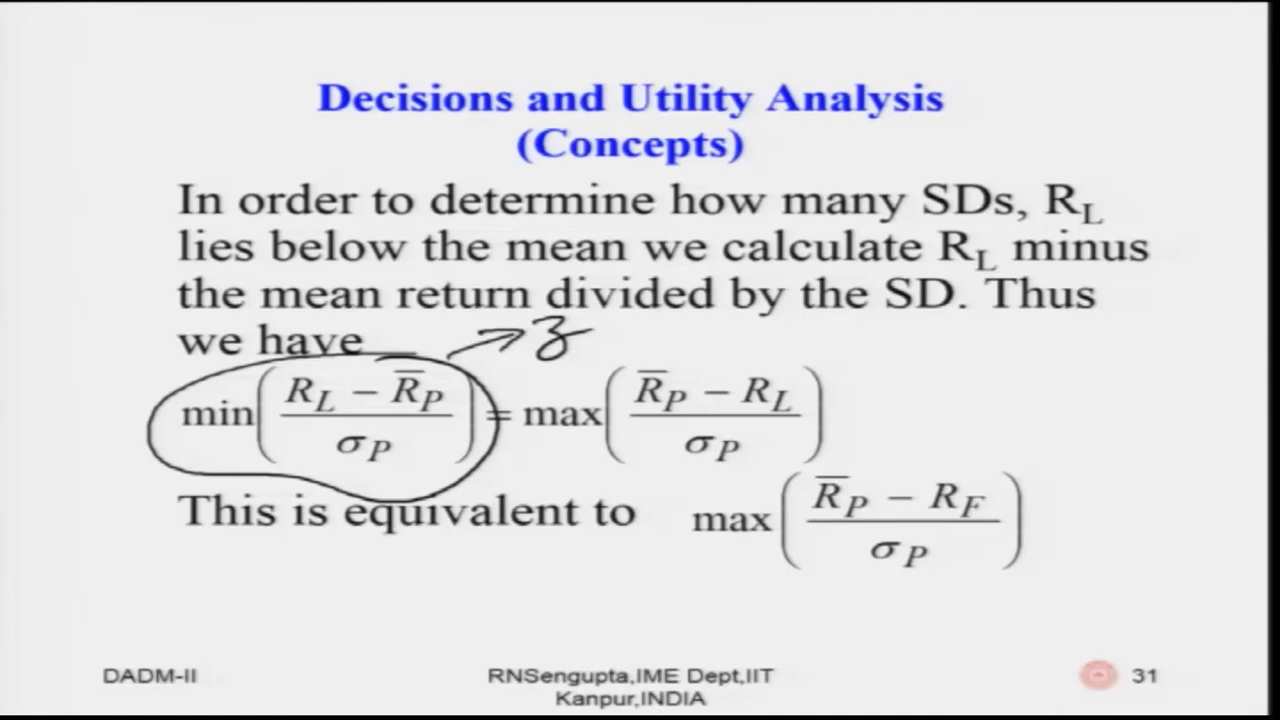 Decisions and Utility Analysis
(Concepts)
In order to determine how many SDs, R_L
lies below the mean we calculate R_L minus
the mean return divided by the SD. Thus
we have → z
min((R_L − R̅_P)/σ_P) = max((R̅_P − R_L)/σ_P)
This is equivalent to max((R̅_P − R_F)/σ_P)
DADM-II
RNSengupta,IME Dept,IIT
Kanpur,INDIA
31